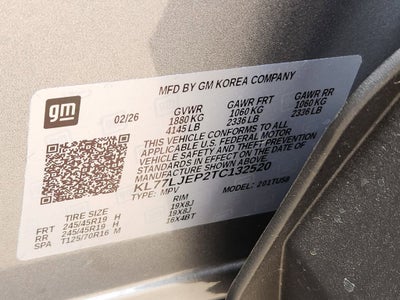 gm
MFD BY GM KOREA COMPANY
02/26 GVWR GAWR FRT GAWR RR
1880 KG 1060 KG 1060 KG
4145 LB 2336 LB 2336 LB
THIS VEHICLE CONFORMS TO ALL
APPLICABLE U.S. FEDERAL MOTOR
VEHICLE SAFETY AND THEFT PREVENTION
STANDARDS IN EFFECT ON THE DATE OF
MANUFACTURE SHOWN ABOVE.
KL77LJEP2TC132520
TYPE: MPV MODEL: 201TU58
RIM
FRT 245/45R19 H 19X8J
RR 245/45R19 H 19X8J
SPA T125/70R16 M 16X4BT